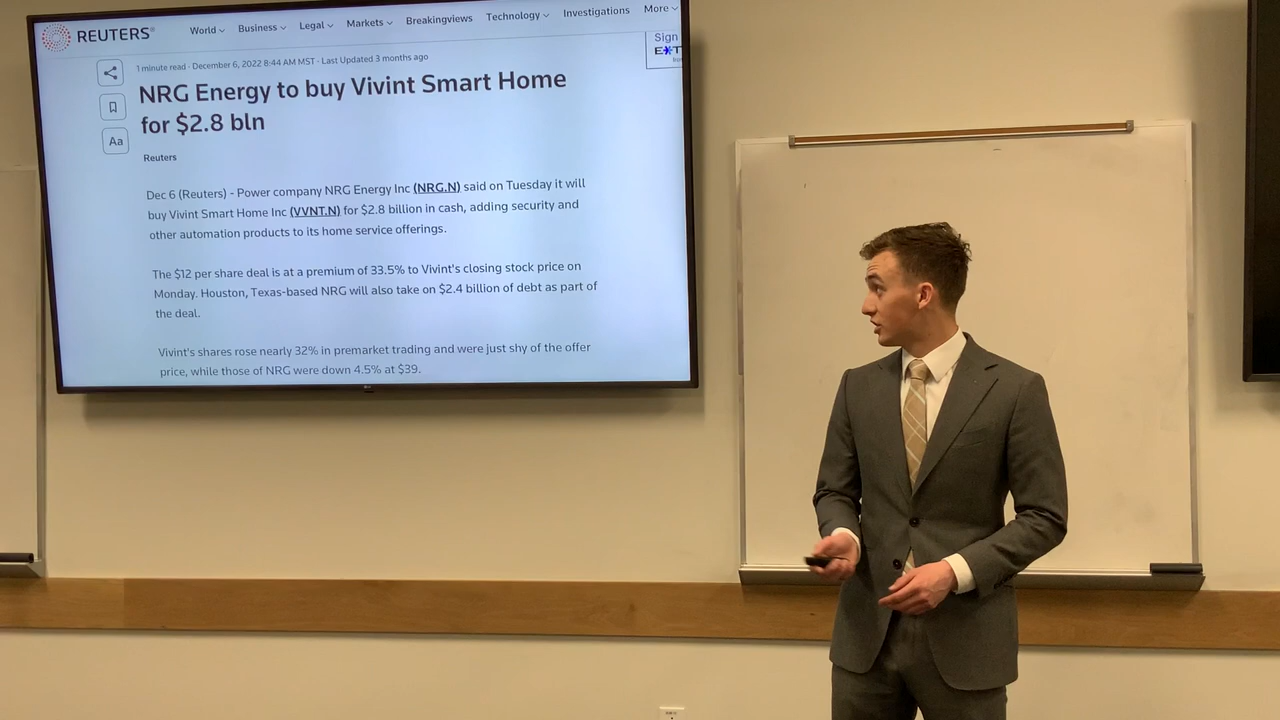 REUTERS®
World Business Legal Markets Breakingviews Technology Investigations More
Sign
1 minute read · December 6, 2022 8:44 AM MST · Last Updated 3 months ago
NRG Energy to buy Vivint Smart Home
for $2.8 bln
Aa
Reuters
Dec 6 (Reuters) - Power company NRG Energy Inc (NRG.N) said on Tuesday it will
buy Vivint Smart Home Inc (VVNT.N) for $2.8 billion in cash, adding security and
other automation products to its home service offerings.
The $12 per share deal is at a premium of 33.5% to Vivint's closing stock price on
Monday. Houston, Texas-based NRG will also take on $2.4 billion of debt as part of
the deal.
Vivint's shares rose nearly 32% in premarket trading and were just shy of the offer
price, while those of NRG were down 4.5% at $39.